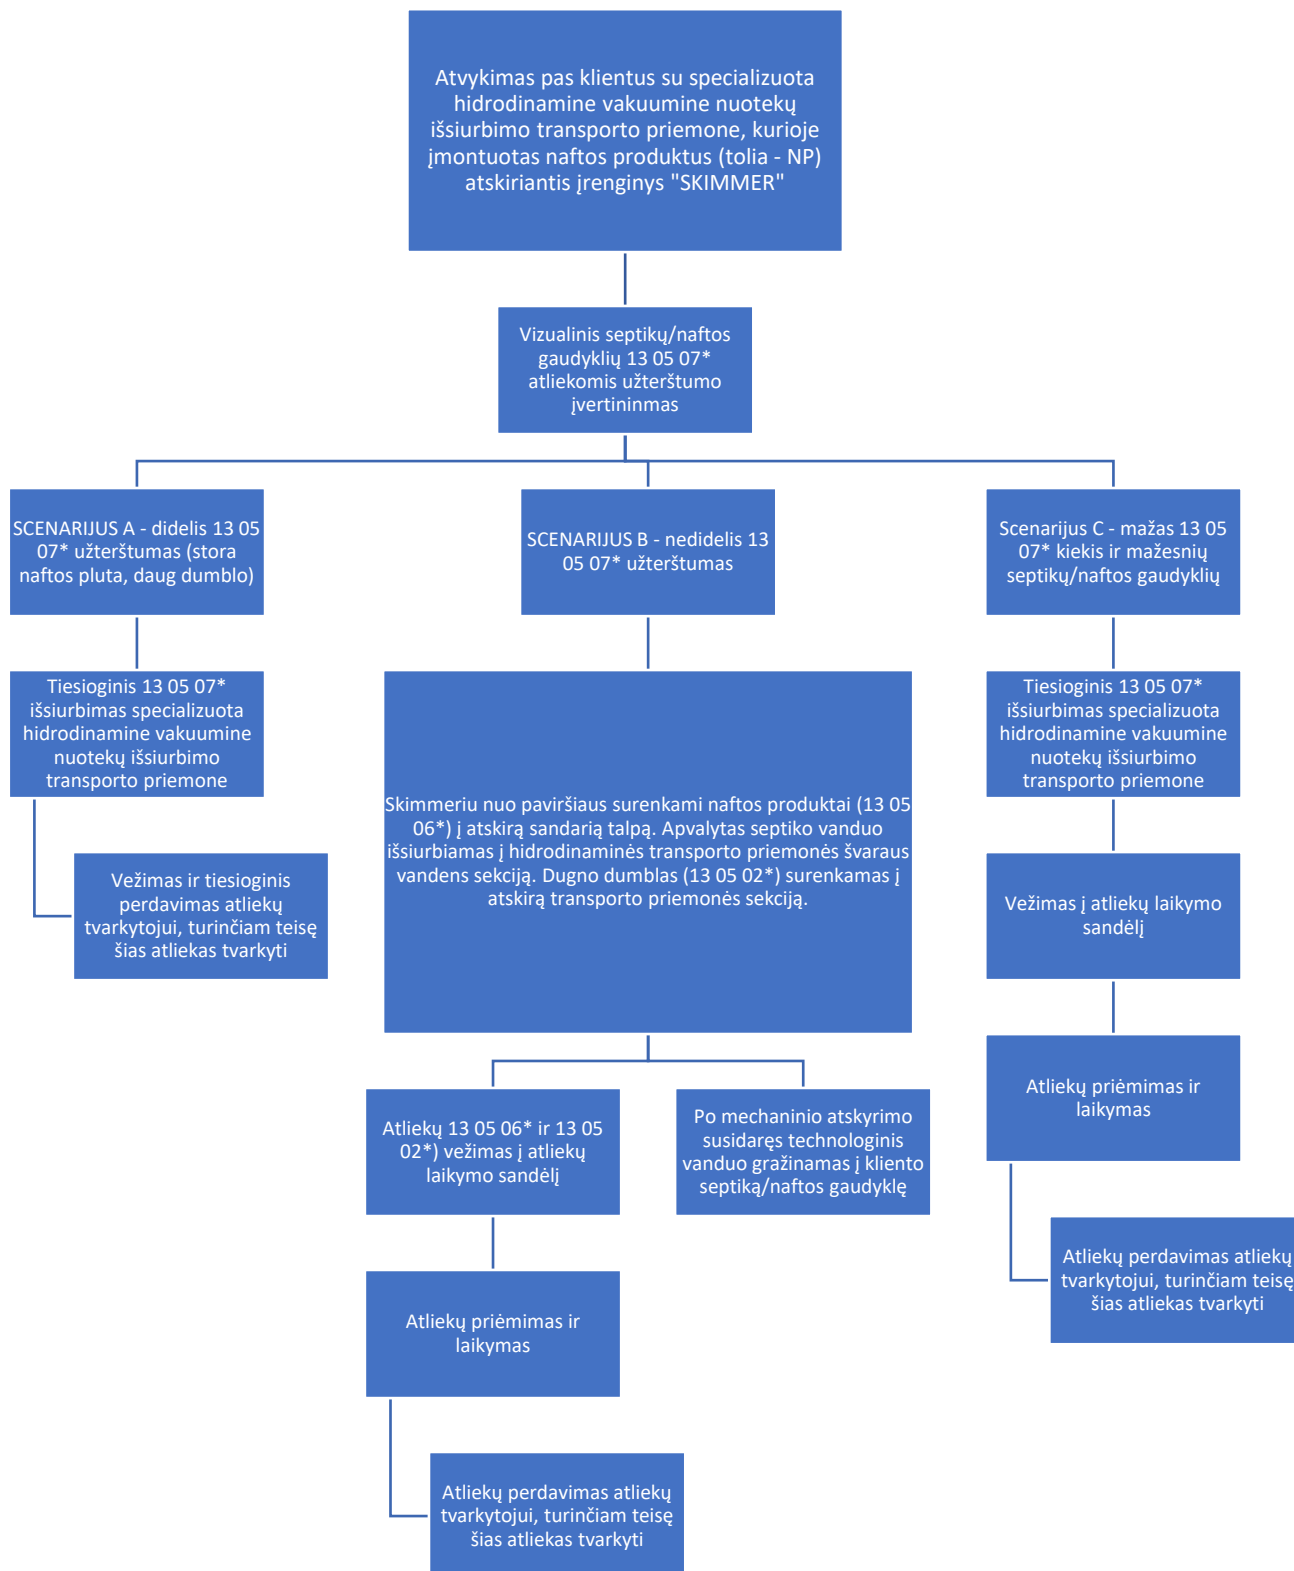 Atvykimas pas klientus su specializuota
hidrodinamine vakuumine nuotekų
išsiurbimo transporto priemone, kurioje
įmontuotas naftos produktus (tolia - NP)
atskiriantis įrenginys "SKIMMER"
Vizualinis septikų/naftos
gaudyklių 13 05 07*
atliekomis užterštumo
įvertininmas
SCENARIJUS A - didelis 13 05
07* užterštumas (stora
naftos pluta, daug dumblo)
SCENARIJUS B - nedidelis 13
05 07* užterštumas
Scenarijus C - mažas 13 05
07* kiekis ir mažesnių
septikų/naftos gaudyklių
Tiesioginis 13 05 07*
išsiurbimas specializuota
hidrodinamine vakuumine
nuotekų išsiurbimo
transporto priemone
Vežimas ir tiesioginis
perdavimas atliekų
tvarkytojui, turinčiam teisę
šias atliekas tvarkyti
Skimmeriu nuo paviršiaus surenkami naftos produktai (13 05
06*) į atskirą sandarią talpą. Apvalytas septiko vanduo
išsiurbiamas į hidrodinaminės transporto priemonės švaraus
vandens sekciją. Dugno dumblas (13 05 02*) surenkamas į
atskirą transporto priemonės sekciją.
Tiesioginis 13 05 07*
išsiurbimas specializuota
hidrodinamine vakuumine
nuotekų išsiurbimo
transporto priemone
Vežimas į atliekų laikymo
sandėlį
Atliekų priėmimas ir
laikymas
Atliekų perdavimas atliekų
tvarkytojui, turinčiam teisę
šias atliekas tvarkyti
Atliekų 13 05 06* ir 13 05
02*) vežimas į atliekų
laikymo sandėlį
Po mechaninio atskyrimo
susidaręs technologinis
vanduo gražinamas į kliento
septiką/naftos gaudyklę
Atliekų priėmimas ir
laikymas
Atliekų perdavimas atliekų
tvarkytojui, turinčiam teisę
šias atliekas tvarkyti